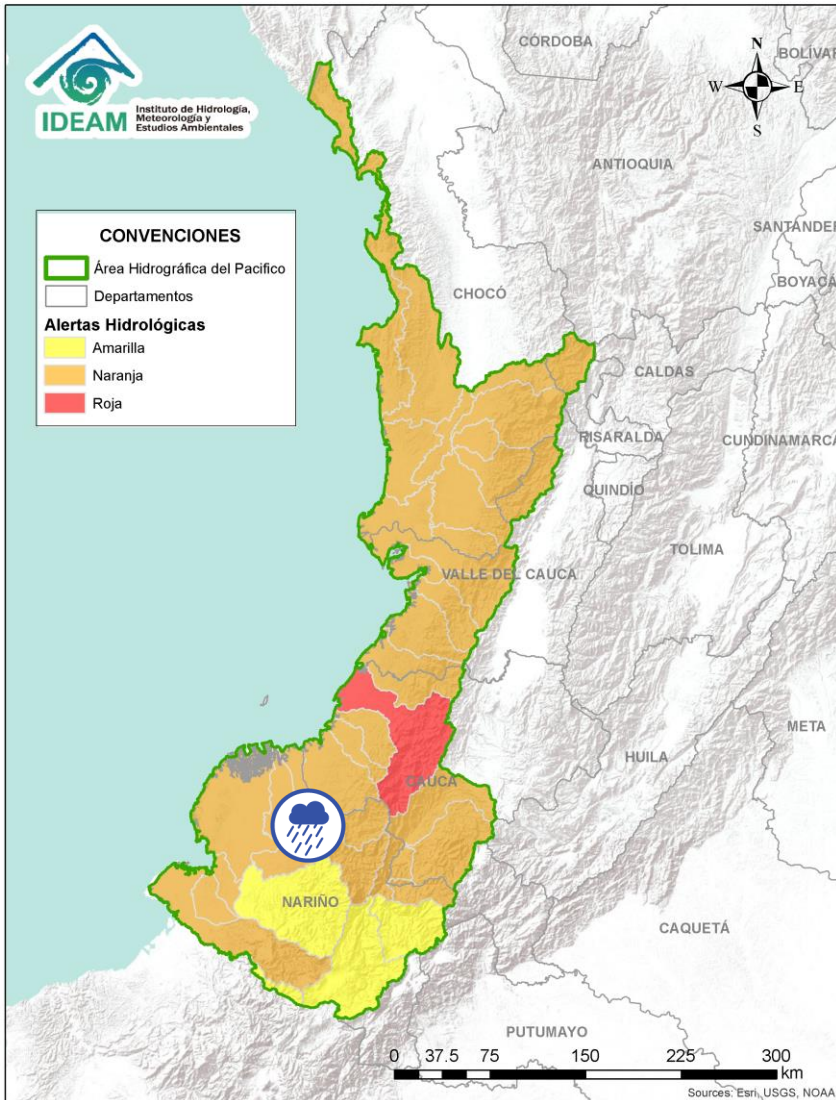 IDEAM
Instituto de Hidrología,
Meteorología y
Estudios Ambientales
CÓRDOBA
BOLÍVAR
N
W E
S
ANTIOQUIA
SANTANDER
BOYACÁ
CONVENCIONES
Área Hidrográfica del Pacifico
Departamentos
Alertas Hidrológicas
Amarilla
Naranja
Roja
CHOCÓ
CALDAS
RISARALDA
CUNDINAMARCA
QUINDÍO
TOLIMA
VALLE DEL CAUCA
META
HUILA
CAUCA
NARIÑO
CAQUETÁ
PUTUMAYO
0 37.5 75 150 225 300
km
Sources: Esri, USGS, NOAA